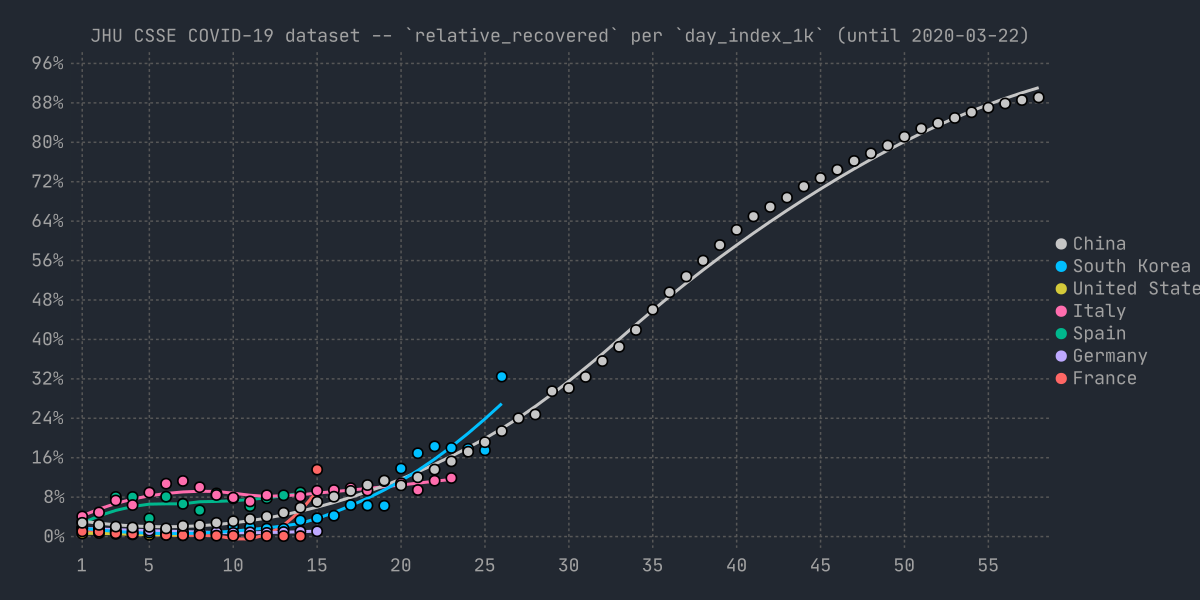 JHU CSSE COVID-19 dataset -- `relative_recovered` per `day_index_1k` (until 2020-03-22)
96%
88%
80%
72%
64%
56%
48%
40%
32%
24%
16%
8%
0%
1 5 10 15 20 25 30 35 40 45 50 55
China
South Korea
United State
Italy
Spain
Germany
France